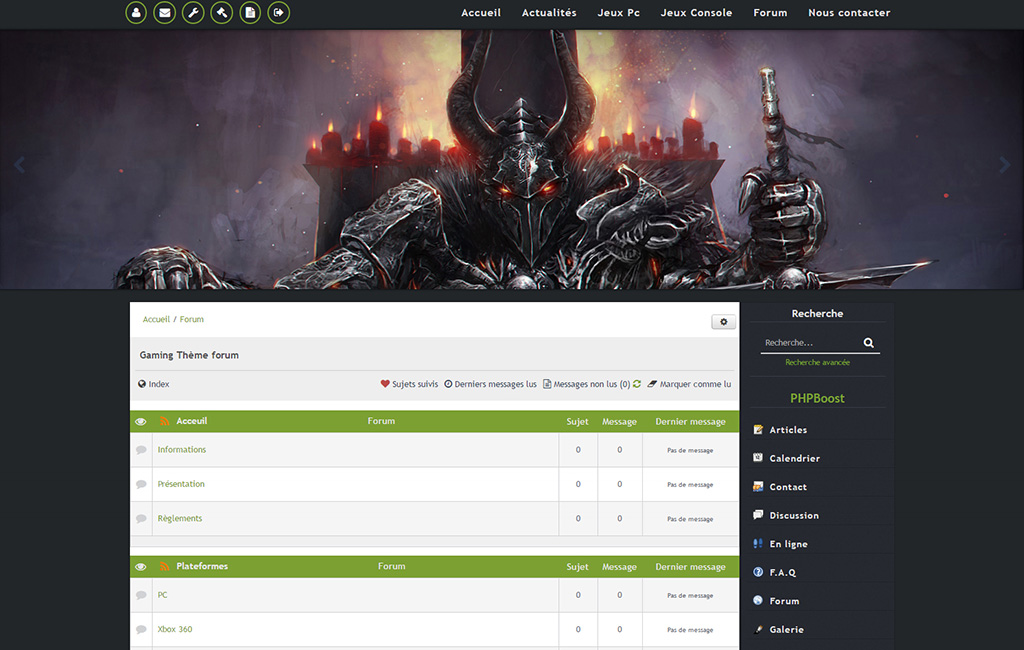 Accueil Actualités Jeux Pc Jeux Console Forum Nous contacter
Accueil / Forum
Gaming Thème forum
Index Sujets suivis Derniers messages lus Messages non lus (0) Marquer comme lu
Acceuil Forum Sujet Message Dernier message
Informations 0 0 Pas de message
Présentation 0 0 Pas de message
Règlements 0 0 Pas de message
Plateformes Forum Sujet Message Dernier message
PC 0 0 Pas de message
Xbox 360 0 0 Pas de message
Recherche
Recherche...
Recherche avancée
PHPBoost
Articles
Calendrier
Contact
Discussion
En ligne
F.A.Q
Forum
Galerie